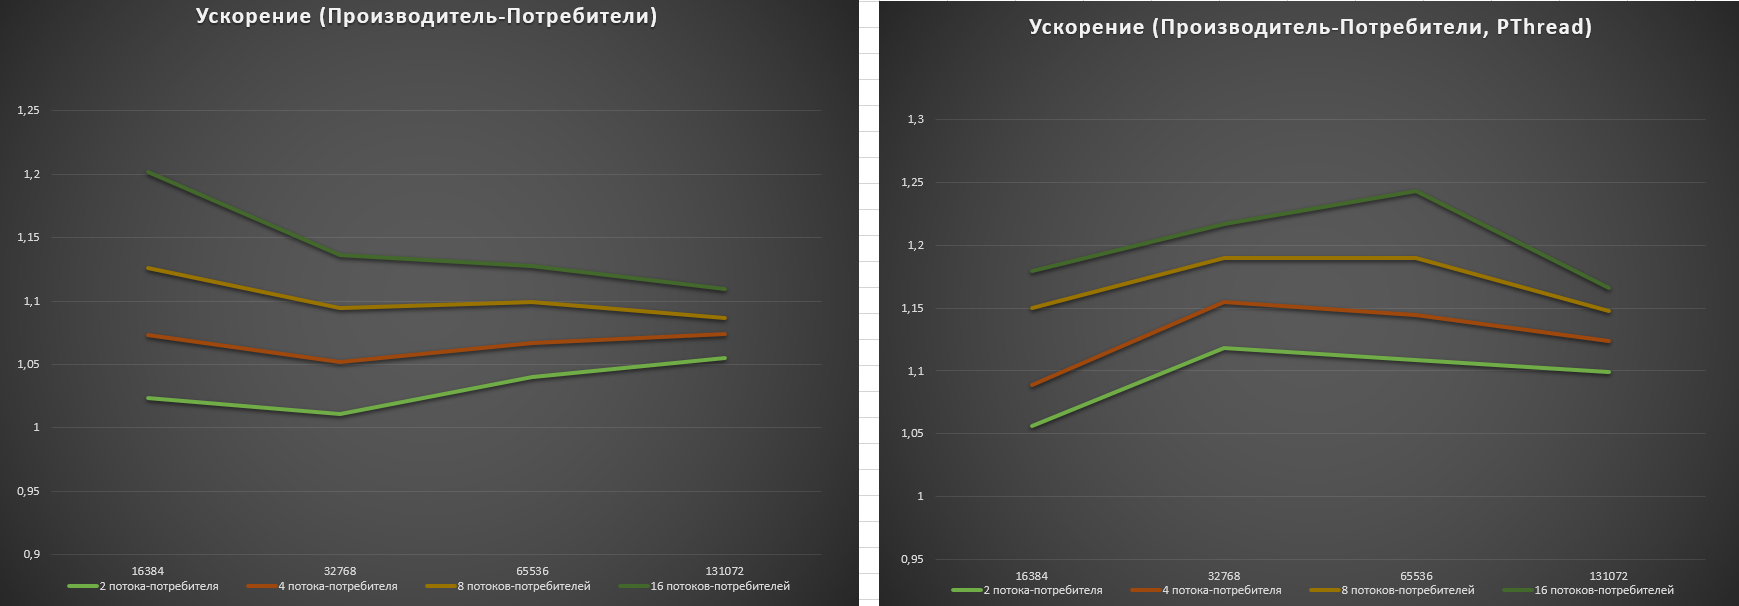 Ускорение (Производитель-Потребители)
1,25
1,2
1,15
1,1
1,05
1
0,95
0,9
16384 32768 65536 131072
2 потока-потребителя 4 потока-потребителя 8 потоков-потребителей 16 потоков-потребителей
Ускорение (Производитель-Потребители, PThread)
1,3
1,25
1,2
1,15
1,1
1,05
1
0,95
16384 32768 65536 131072
2 потока-потребителя 4 потока-потребителя 8 потоков-потребителей 16 потоков-потребителей